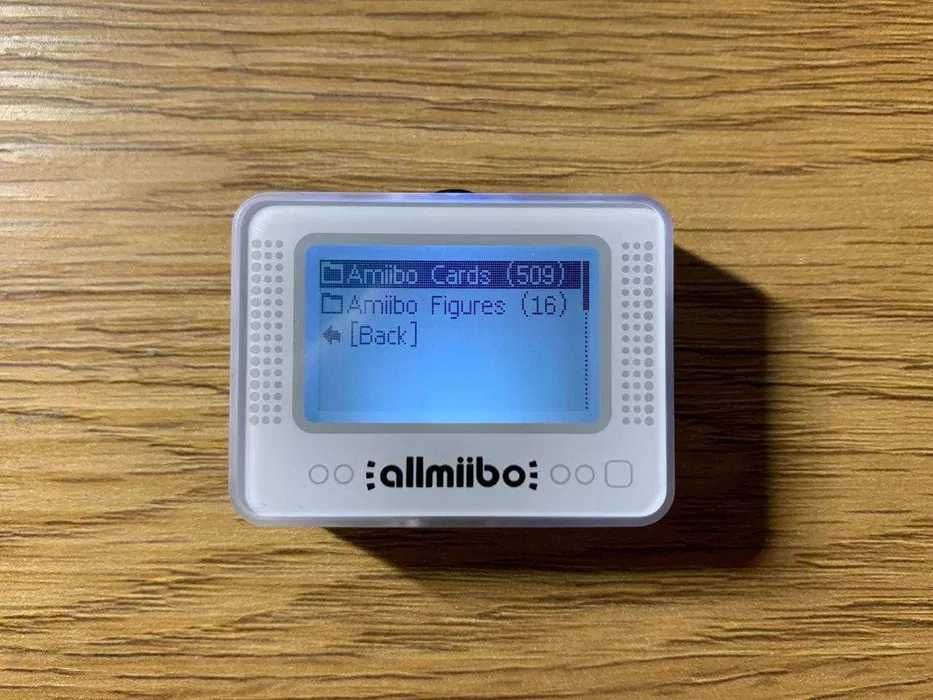 Amiibo Cards (509)
Amiibo Figures (16)
[Back]
allmiibo